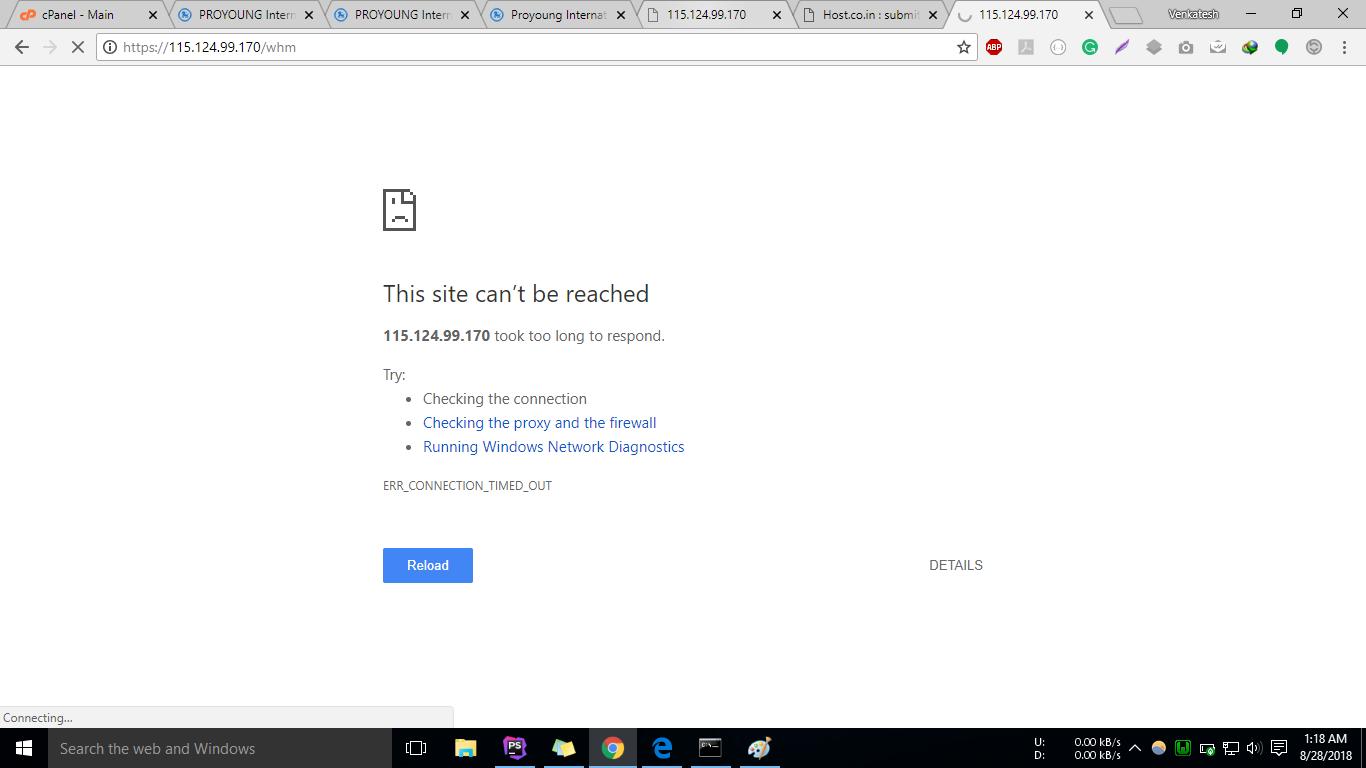 cPanel - Main
PROYOUNG Intern
PROYOUNG Intern
Proyoung Internat
115.124.99.170
Host.co.in : submit
115.124.99.170
Venkatesh
https://115.124.99.170/whm
ABP
This site can’t be reached
115.124.99.170 took too long to respond.
Try:
Checking the connection
Checking the proxy and the firewall
Running Windows Network Diagnostics
ERR_CONNECTION_TIMED_OUT
Reload
DETAILS
Connecting...
Search the web and Windows
PS
U: 0.00 kB/s
D: 0.00 kB/s
1:18 AM
8/28/2018